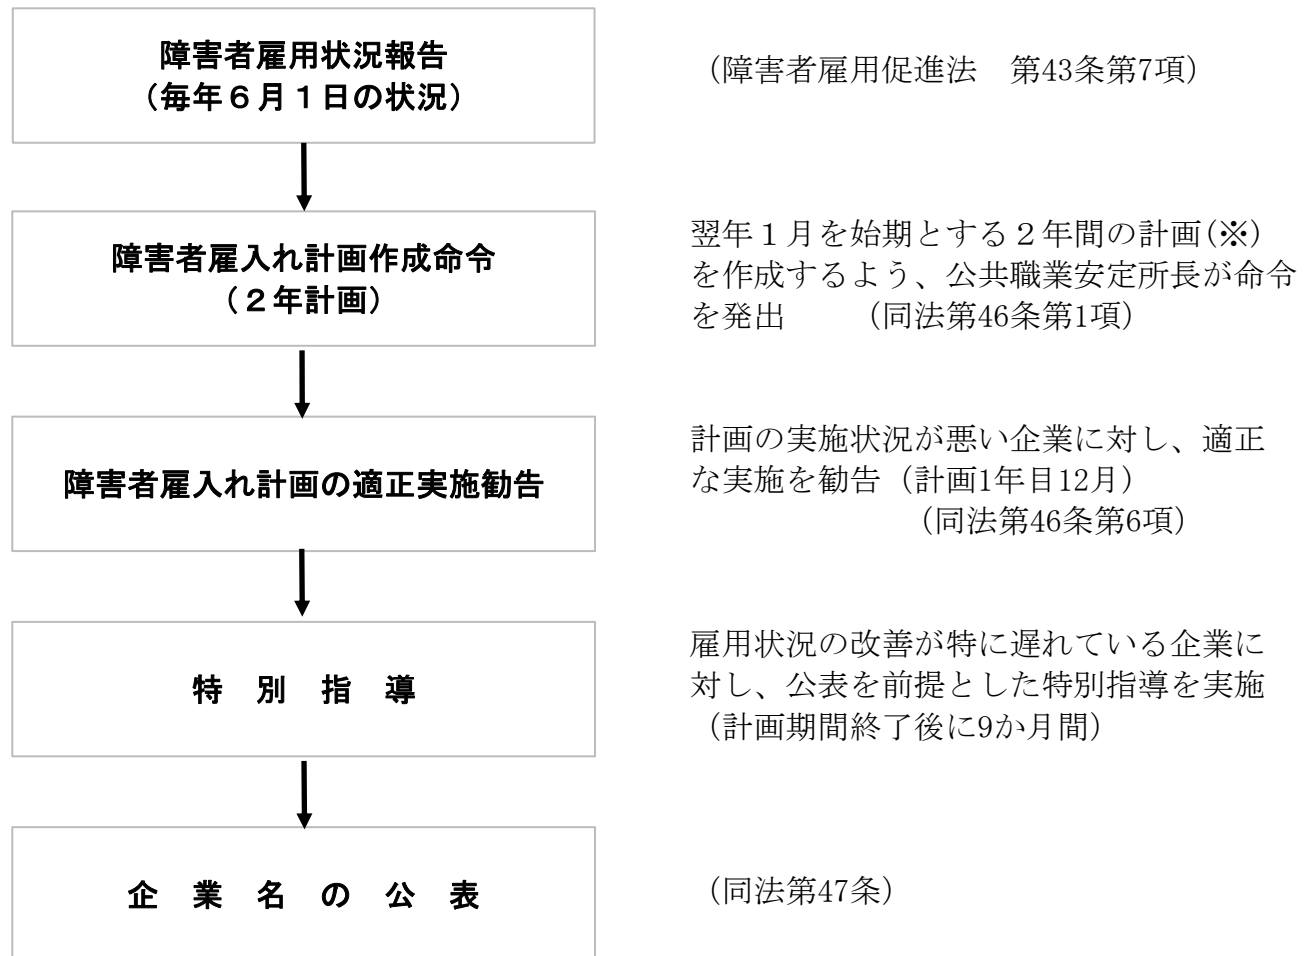 障害者雇用状況報告
（毎年６月１日の状況）
（障害者雇用促進法　第43条第7項）
障害者雇入れ計画作成命令
（２年計画）
翌年１月を始期とする２年間の計画(※)
を作成するよう、公共職業安定所長が命令
を発出　　（同法第46条第1項）
障害者雇入れ計画の適正実施勧告
計画の実施状況が悪い企業に対し、適正
な実施を勧告（計画1年目12月）
（同法第46条第6項）
特　別　指　導
雇用状況の改善が特に遅れている企業に
対し、公表を前提とした特別指導を実施
（計画期間終了後に9か月間）
企　業　名　の　公　表
（同法第47条）